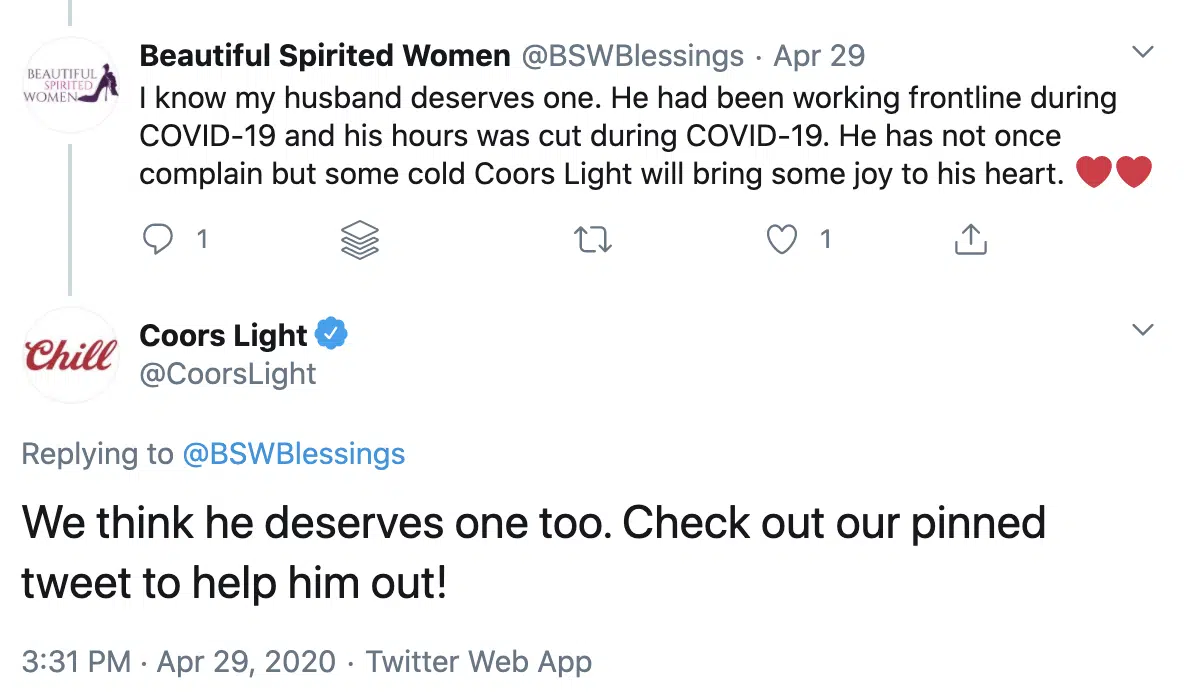 BEAUTIFUL
SPIRITED
WOMEN
Beautiful Spirited Women @BSWBlessings · Apr 29
I know my husband deserves one. He had been working frontline during
COVID-19 and his hours was cut during COVID-19. He has not once
complain but some cold Coors Light will bring some joy to his heart. ❤️❤️
1
1
Chill
Coors Light
@CoorsLight
Replying to @BSWBlessings
We think he deserves one too. Check out our pinned
tweet to help him out!
3:31 PM · Apr 29, 2020 · Twitter Web App